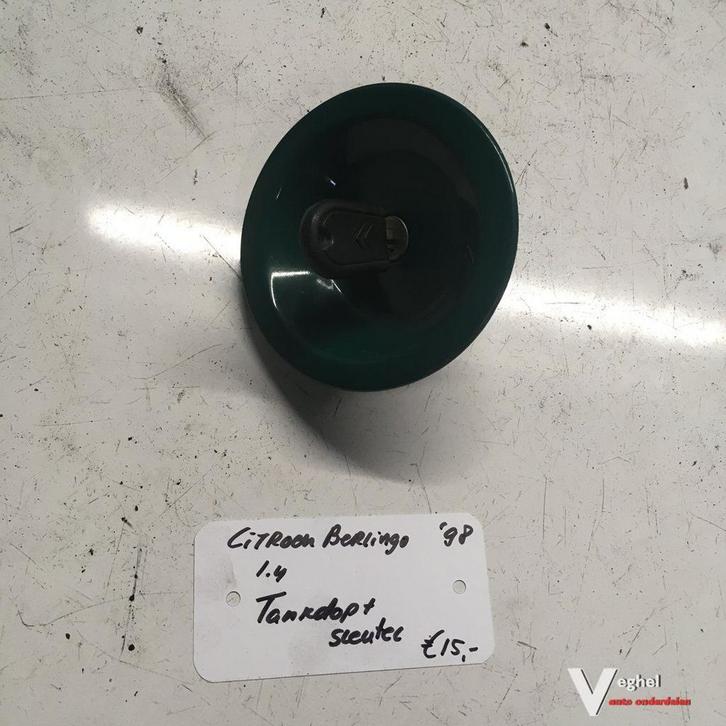 Citroen Berlingo '98
1.4
Tankdop +
sleutel
€15,-
Veghel
auto onderdelen